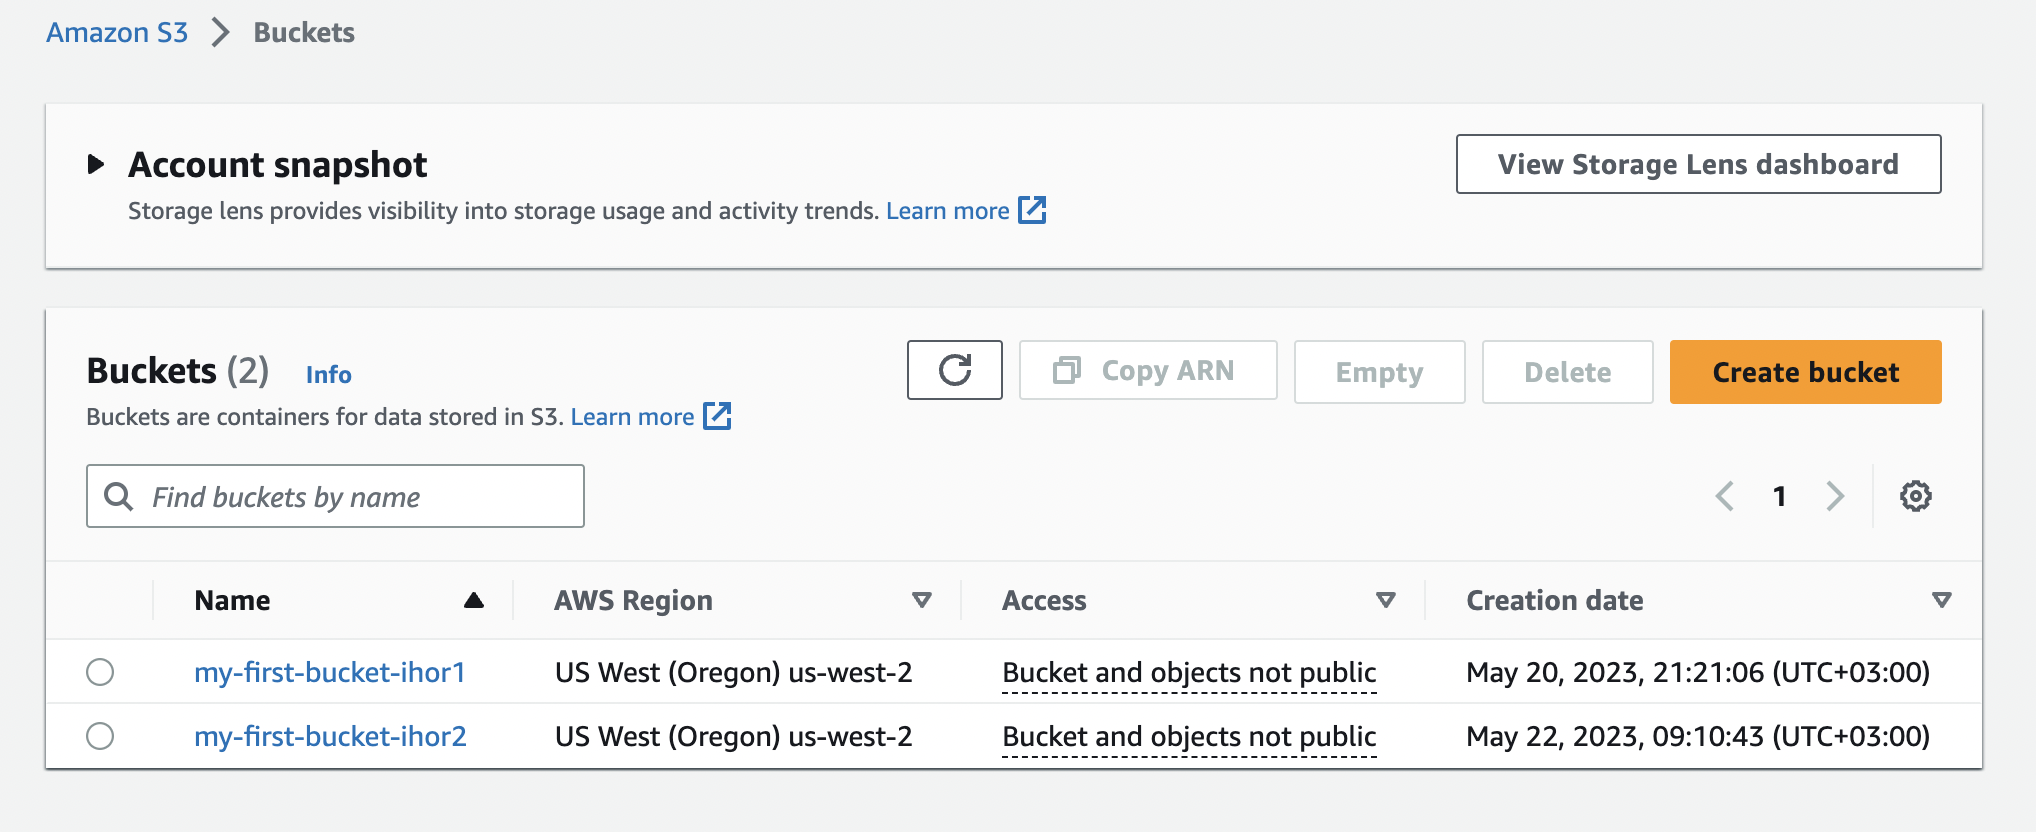 Amazon S3 > Buckets
Account snapshot
View Storage Lens dashboard
Storage lens provides visibility into storage usage and activity trends. Learn more
Buckets (2) Info
Copy ARN Empty Delete Create bucket
Buckets are containers for data stored in S3. Learn more
Find buckets by name
1
Name AWS Region Access Creation date
my-first-bucket-ihor1 US West (Oregon) us-west-2 Bucket and objects not public May 20, 2023, 21:21:06 (UTC+03:00)
my-first-bucket-ihor2 US West (Oregon) us-west-2 Bucket and objects not public May 22, 2023, 09:10:43 (UTC+03:00)